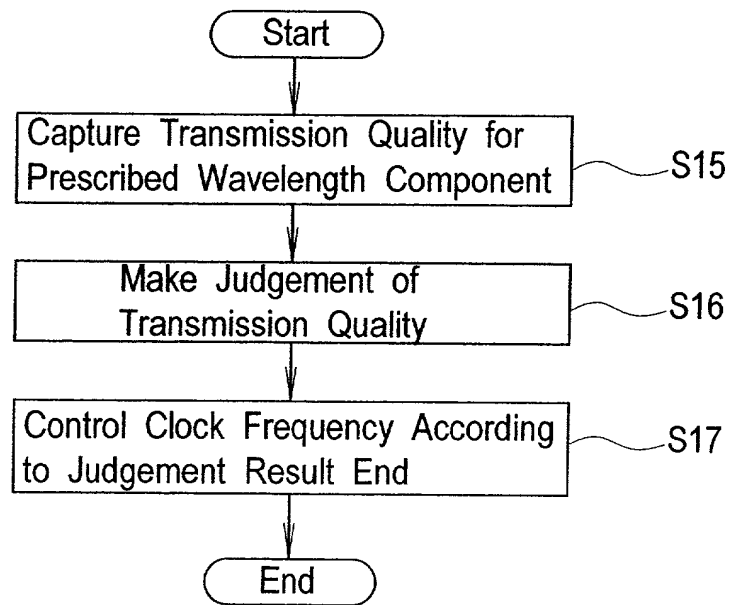 Start
Capture Transmission Quality for
Prescribed Wavelength Component
S15
Make Judgement of
Transmission Quality
S16
Control Clock Frequency According
to Judgement Result End
S17
End